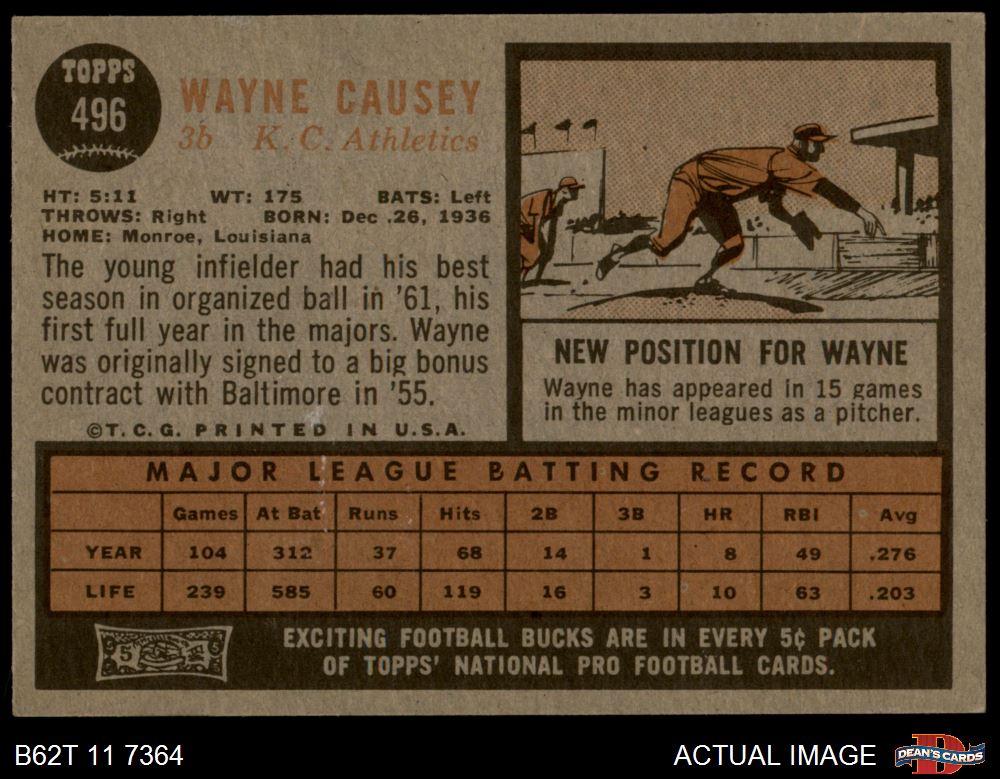 TOPPS
496
WAYNE CAUSEY
3b K. C. Athletics
HT: 5:11 WT: 175 BATS: Left
THROWS: Right BORN: Dec .26, 1936
HOME: Monroe, Louisiana
The young infielder had his best
season in organized ball in '61, his
first full year in the majors. Wayne
was originally signed to a big bonus
contract with Baltimore in '55.
©T. C. G. PRINTED IN U.S.A.
NEW POSITION FOR WAYNE
Wayne has appeared in 15 games
in the minor leagues as a pitcher.
MAJOR LEAGUE BATTING RECORD
Games At Bat Runs Hits 2B 3B HR RBI Avg
YEAR 104 312 37 68 14 1 8 49 .276
LIFE 239 585 60 119 16 3 10 63 .203
5 5
EXCITING FOOTBALL BUCKS ARE IN EVERY 5¢ PACK
OF TOPPS' NATIONAL PRO FOOTBALL CARDS.
B62T 11 7364
ACTUAL IMAGE
D
DEAN'S CARDS